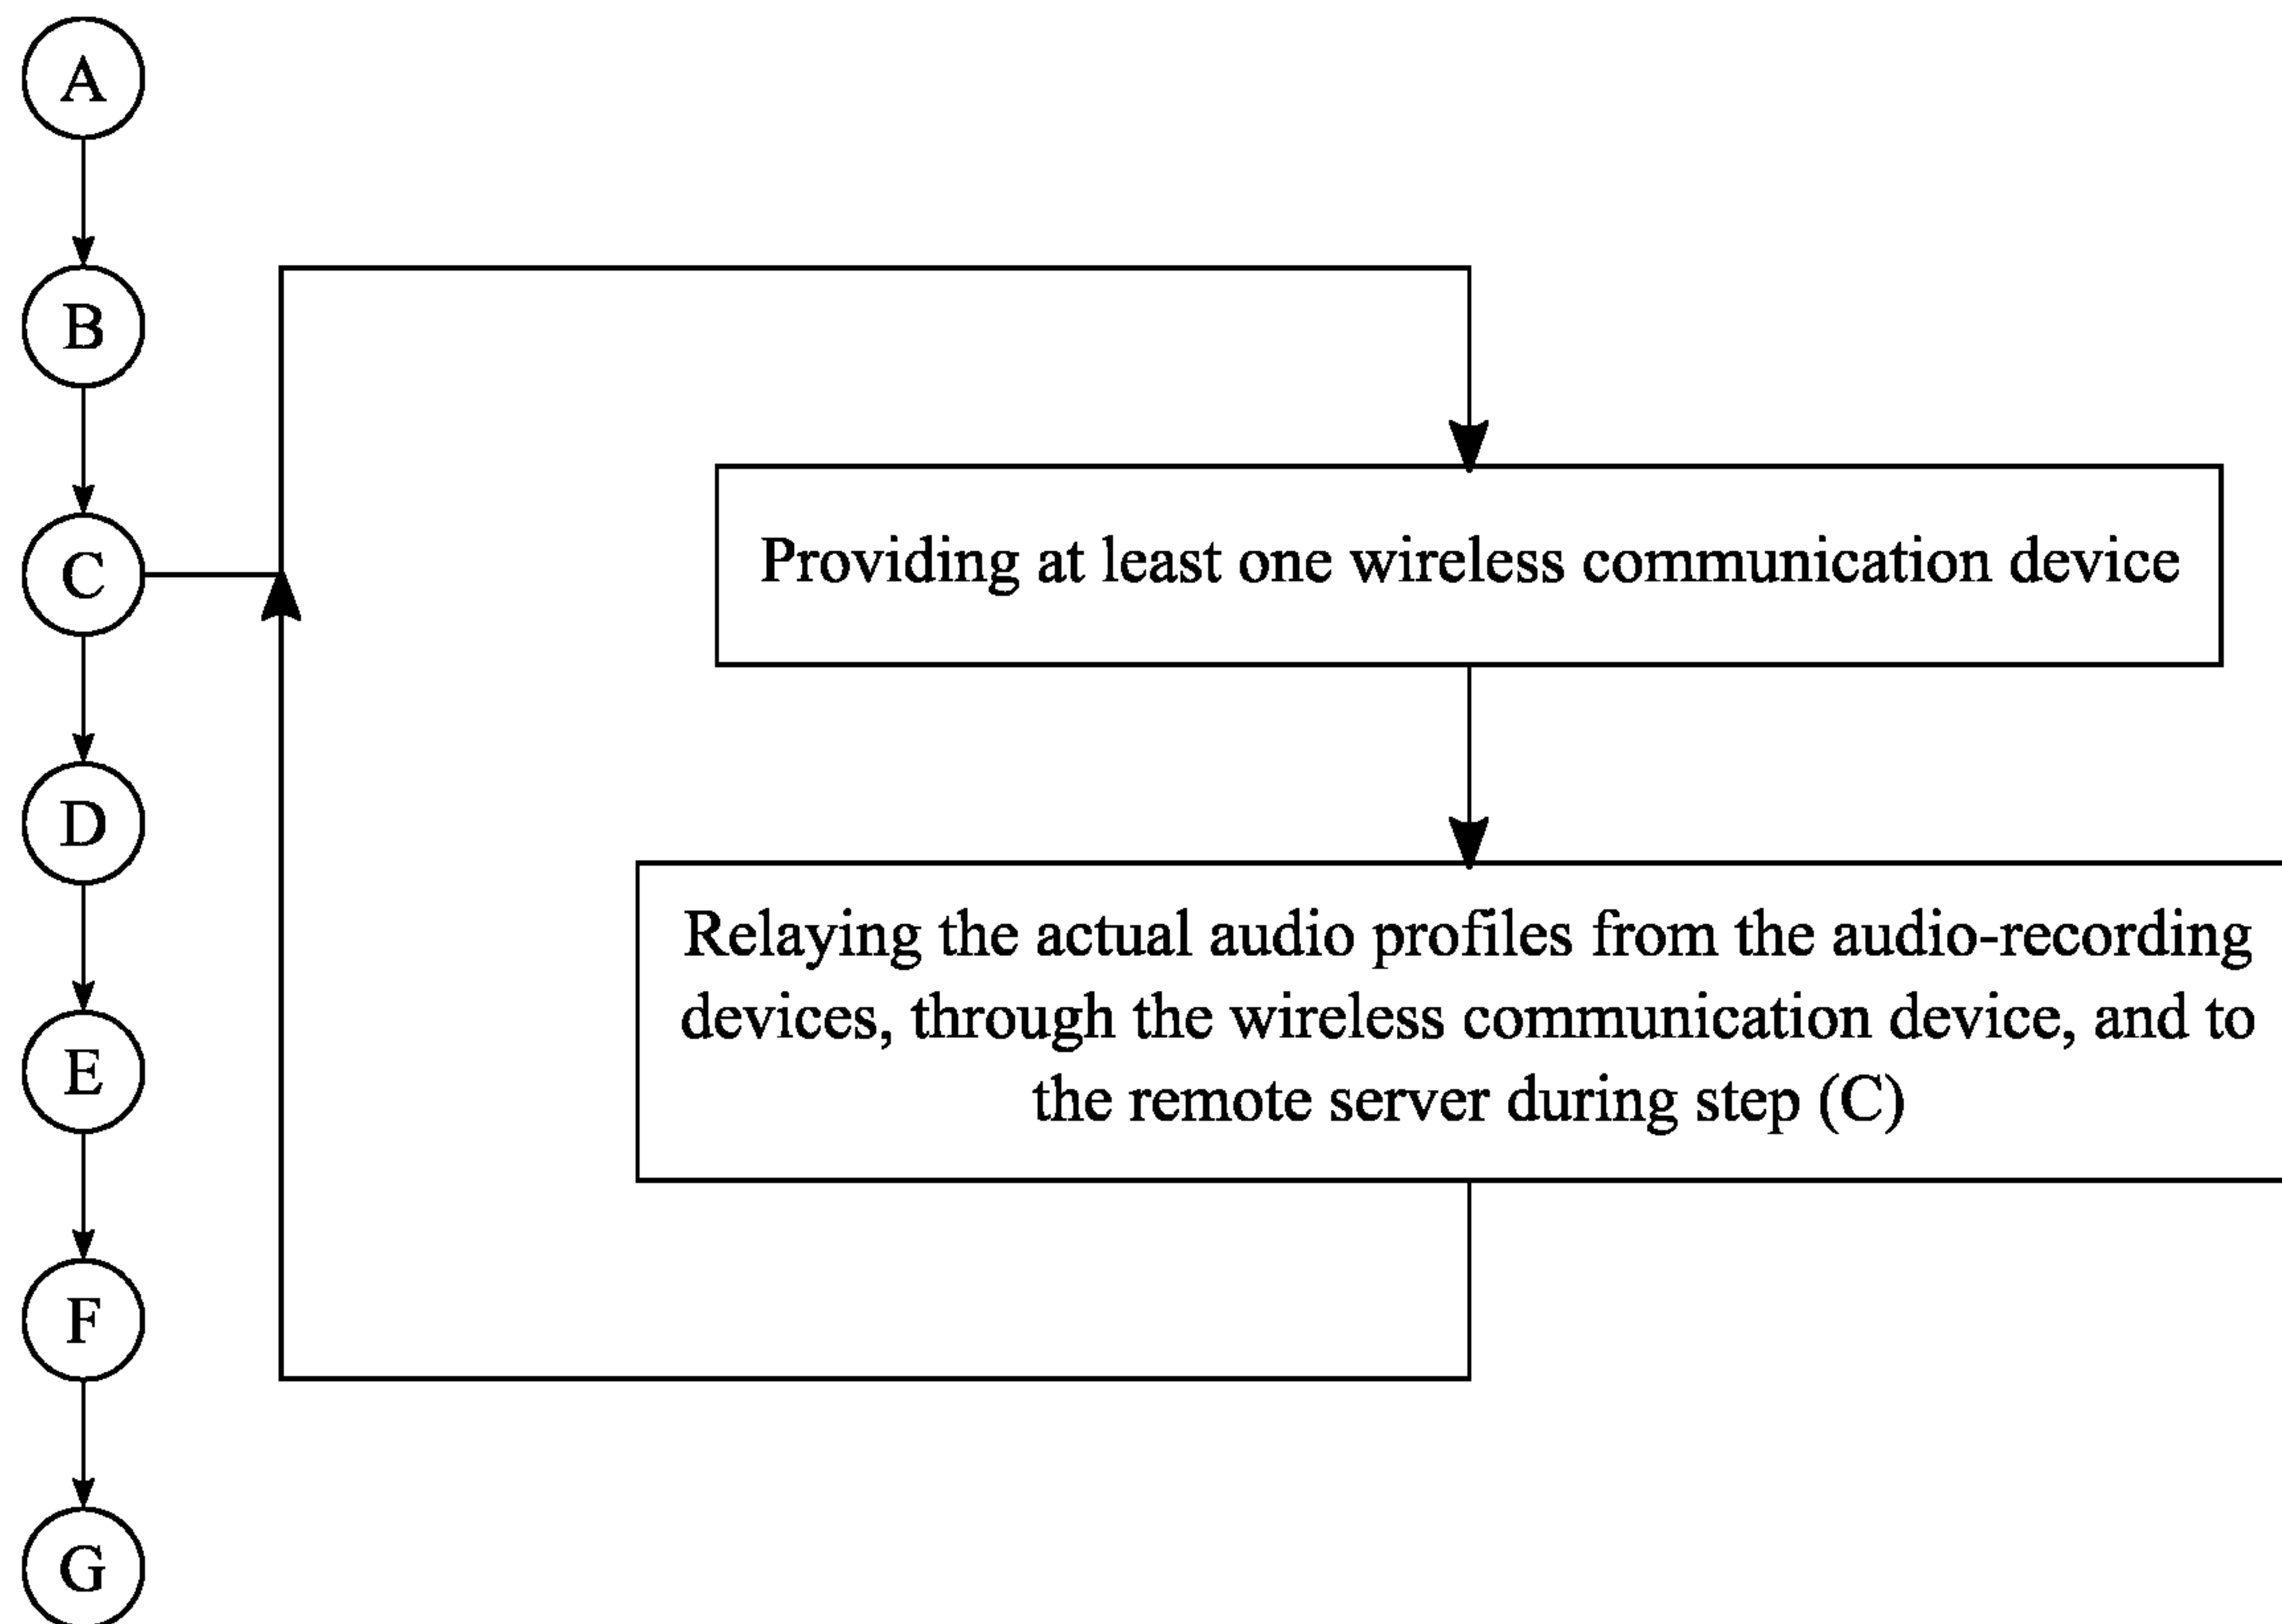 A
B
C
D
E
F
G
Providing at least one wireless communication device
Relaying the actual audio profiles from the audio-recording
devices, through the wireless communication device, and to
the remote server during step (C)